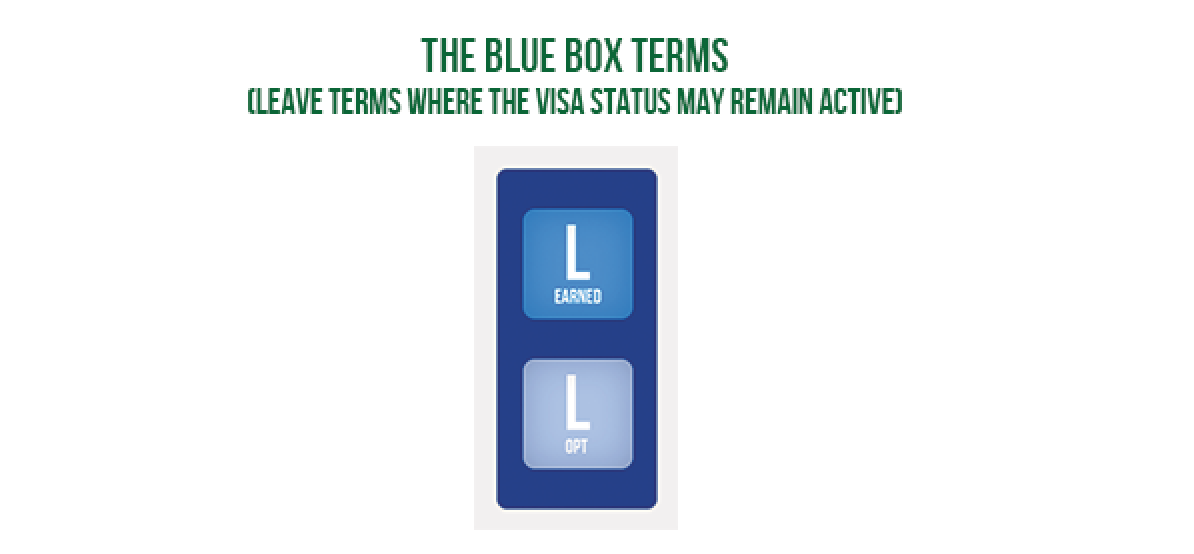 THE BLUE BOX TERMS
(LEAVE TERMS WHERE THE VISA STATUS MAY REMAIN ACTIVE)
L
EARNED
L
OPT